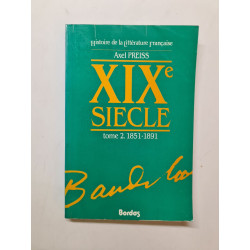 Histoire de la littérature française
Axel PREISS
XIXe
SIECLE
tome 2. 1851-1891
Bordas